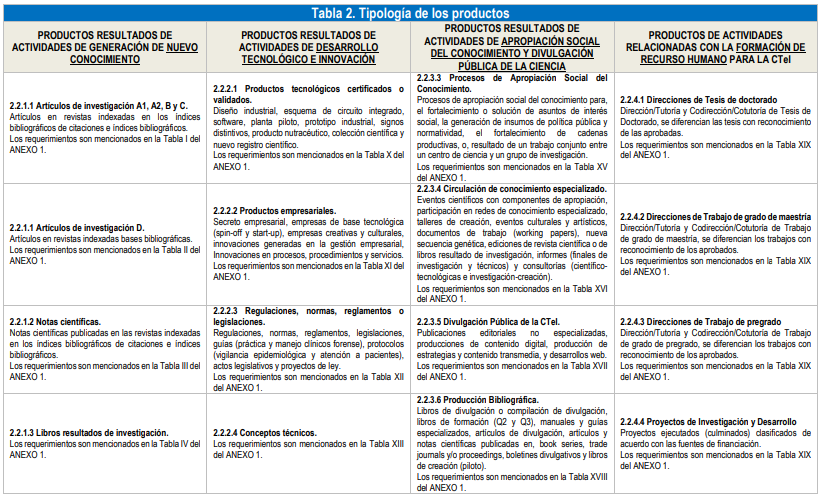 Tabla 2. Tipología de los productos
PRODUCTOS RESULTADOS DE
ACTIVIDADES DE GENERACIÓN DE NUEVO
CONOCIMIENTO
PRODUCTOS RESULTADOS DE
ACTIVIDADES DE DESARROLLO
TECNOLÓGICO E INNOVACIÓN
PRODUCTOS RESULTADOS DE
ACTIVIDADES DE APROPIACIÓN SOCIAL
DEL CONOCIMIENTO Y DIVULGACIÓN
PÚBLICA DE LA CIENCIA
PRODUCTOS DE ACTIVIDADES
RELACIONADAS CON LA FORMACIÓN DE
RECURSO HUMANO PARA LA CTeI
2.2.1.1 Artículos de investigación A1, A2, B y C.
Artículos en revistas indexadas en los índices
bibliográficos de citaciones e índices bibliográficos.
Los requerimientos son mencionados en la Tabla I del
ANEXO 1.
2.2.2.1 Productos tecnológicos certificados o
validados.
Diseño industrial, esquema de circuito integrado,
software, planta piloto, prototipo industrial, signos
distintivos, producto nutracéutico, colección científica y
nuevo registro científico.
Los requerimientos son mencionados en la Tabla X del
ANEXO 1.
2.2.3.3 Procesos de Apropiación Social del
Conocimiento.
Procesos de apropiación social del conocimiento para,
el fortalecimiento o solución de asuntos de interés
social, la generación de insumos de política pública y
normatividad, el fortalecimiento de cadenas
productivas, o, resultado de un trabajo conjunto entre
un centro de ciencia y un grupo de investigación.
Los requerimientos son mencionados en la Tabla XV
del ANEXO 1.
2.2.4.1 Direcciones de Tesis de doctorado
Dirección/Tutoría y Codirección/Cotutoría de Tesis de
Doctorado, se diferencian las tesis con reconocimiento
de las aprobadas.
Los requerimientos son mencionados en la Tabla XIX
del ANEXO 1.
2.2.1.1 Artículos de investigación D.
Artículos en revistas indexadas bases bibliográficas.
Los requerimientos son mencionados en la Tabla II del
ANEXO 1.
2.2.2.2 Productos empresariales.
Secreto empresarial, empresas de base tecnológica
(spin-off y start-up), empresas creativas y culturales,
innovaciones generadas en la gestión empresarial,
Innovaciones en procesos, procedimientos y servicios.
Los requerimientos son mencionados en la Tabla XI del
ANEXO 1.
2.2.3.4 Circulación de conocimiento especializado.
Eventos científicos con componentes de apropiación,
participación en redes de conocimiento especializado,
talleres de creación, eventos culturales y artísticos,
documentos de trabajo (working papers), nueva
secuencia genética, ediciones de revista científica o de
libros resultado de investigación, informes (finales de
investigación y técnicos) y consultorías (científico-
tecnológicas e investigación-creación).
Los requerimientos son mencionados en la Tabla XVI
del ANEXO 1.
2.2.4.2 Direcciones de Trabajo de grado de maestría
Dirección/Tutoría y Codirección/Cotutoría de Trabajo
de grado de maestría, se diferencian los trabajos con
reconocimiento de los aprobados.
Los requerimientos son mencionados en la Tabla XIX
del ANEXO 1.
2.2.1.2 Notas científicas.
Notas científicas publicadas en las revistas indexadas
en los índices bibliográficos de citaciones e índices
bibliográficos.
Los requerimientos son mencionados en la Tabla III del
ANEXO 1.
2.2.2.3 Regulaciones, normas, reglamentos o
legislaciones.
Regulaciones, normas, reglamentos, legislaciones,
guías (práctica y manejo clínicos forense), protocolos
(vigilancia epidemiológica y atención a pacientes),
actos legislativos y proyectos de ley.
Los requerimientos son mencionados en la Tabla XII
del ANEXO 1.
2.2.3.5 Divulgación Pública de la CTeI.
Publicaciones editoriales no especializadas,
producciones de contenido digital, producción de
estrategias y contenido transmedia, y desarrollos web.
Los requerimientos son mencionados en la Tabla XVII
del ANEXO 1.
2.2.4.3 Direcciones de Trabajo de pregrado
Dirección/Tutoría y Codirección/Cotutoría de Trabajo
de grado de pregrado, se diferencian los trabajos con
reconocimiento de los aprobados.
Los requerimientos son mencionados en la Tabla XIX
del ANEXO 1.
2.2.1.3 Libros resultados de investigación.
Los requerimientos son mencionados en la Tabla IV del
ANEXO 1.
2.2.2.4 Conceptos técnicos.
Los requerimientos son mencionados en la Tabla XIII
del ANEXO 1.
2.2.3.6 Producción Bibliográfica.
Libros de divulgación o compilación de divulgación,
libros de formación (Q2 y Q3), manuales y guías
especializados, artículos de divulgación, artículos y
notas científicas publicadas en, book series, trade
journals y/o proceedings, boletines divulgativos y libros
de creación (piloto).
Los requerimientos son mencionados en la Tabla XVIII
del ANEXO 1.
2.2.4.4 Proyectos de Investigación y Desarrollo
Proyectos ejecutados (culminados) clasificados de
acuerdo con las fuentes de financiación.
Los requerimientos son mencionados en la Tabla XIX
del ANEXO 1.